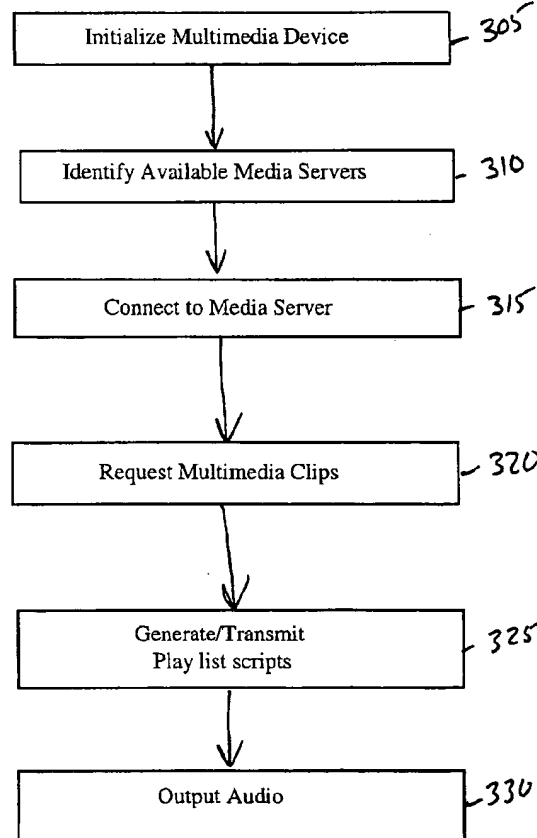 Initialize Multimedia Device
305
Identify Available Media Servers
310
Connect to Media Server
315
Request Multimedia Clips
320
Generate/Transmit
Play list scripts
325
Output Audio
330